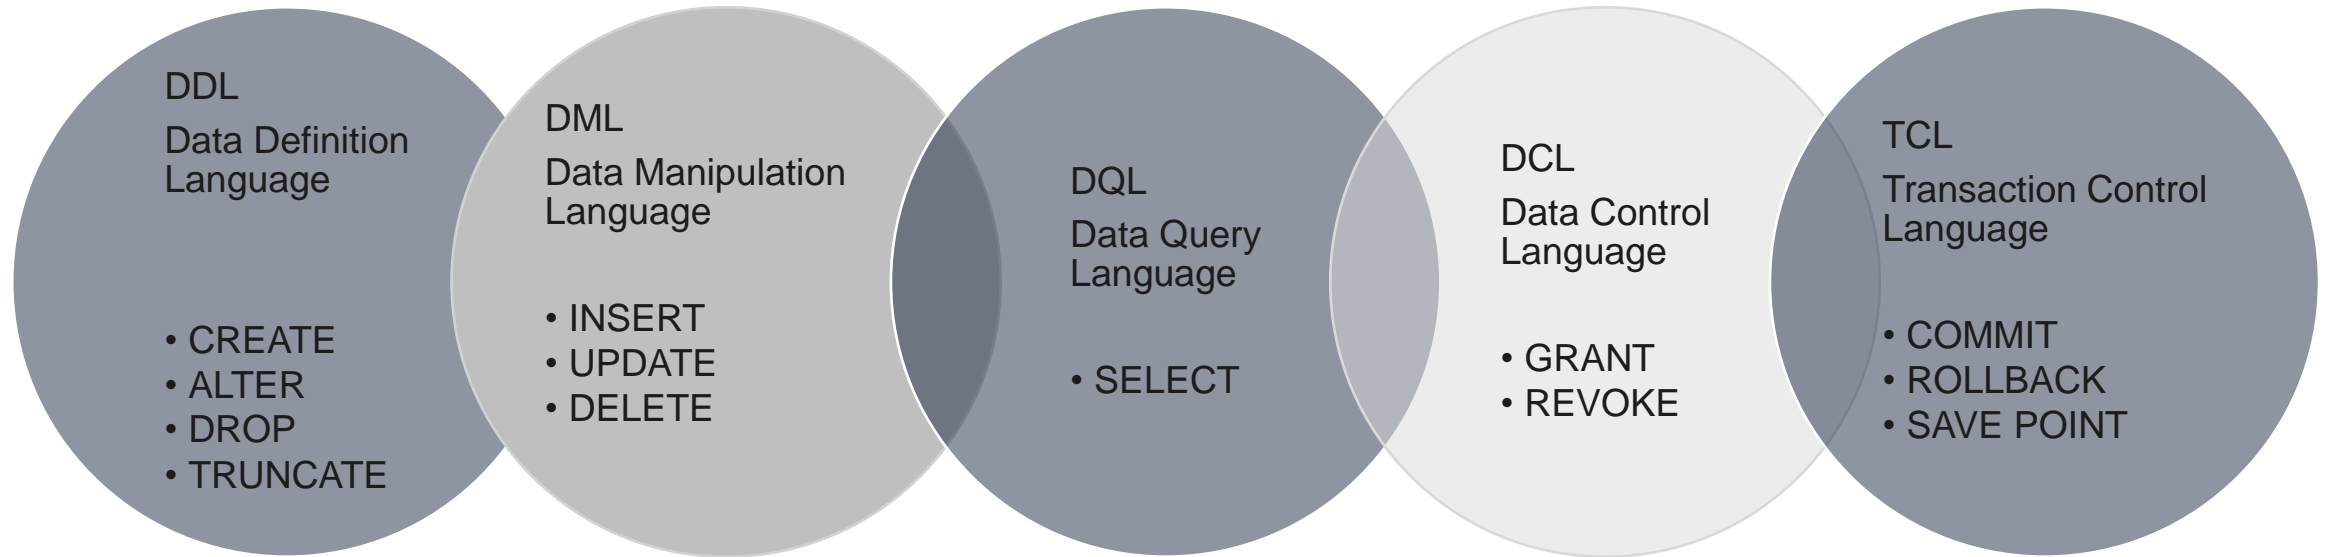 DDL
Data Definition
Language
• CREATE
• ALTER
• DROP
• TRUNCATE
DML
Data Manipulation
Language
• INSERT
• UPDATE
• DELETE
DQL
Data Query
Language
• SELECT
DCL
Data Control
Language
• GRANT
• REVOKE
TCL
Transaction Control
Language
• COMMIT
• ROLLBACK
• SAVE POINT